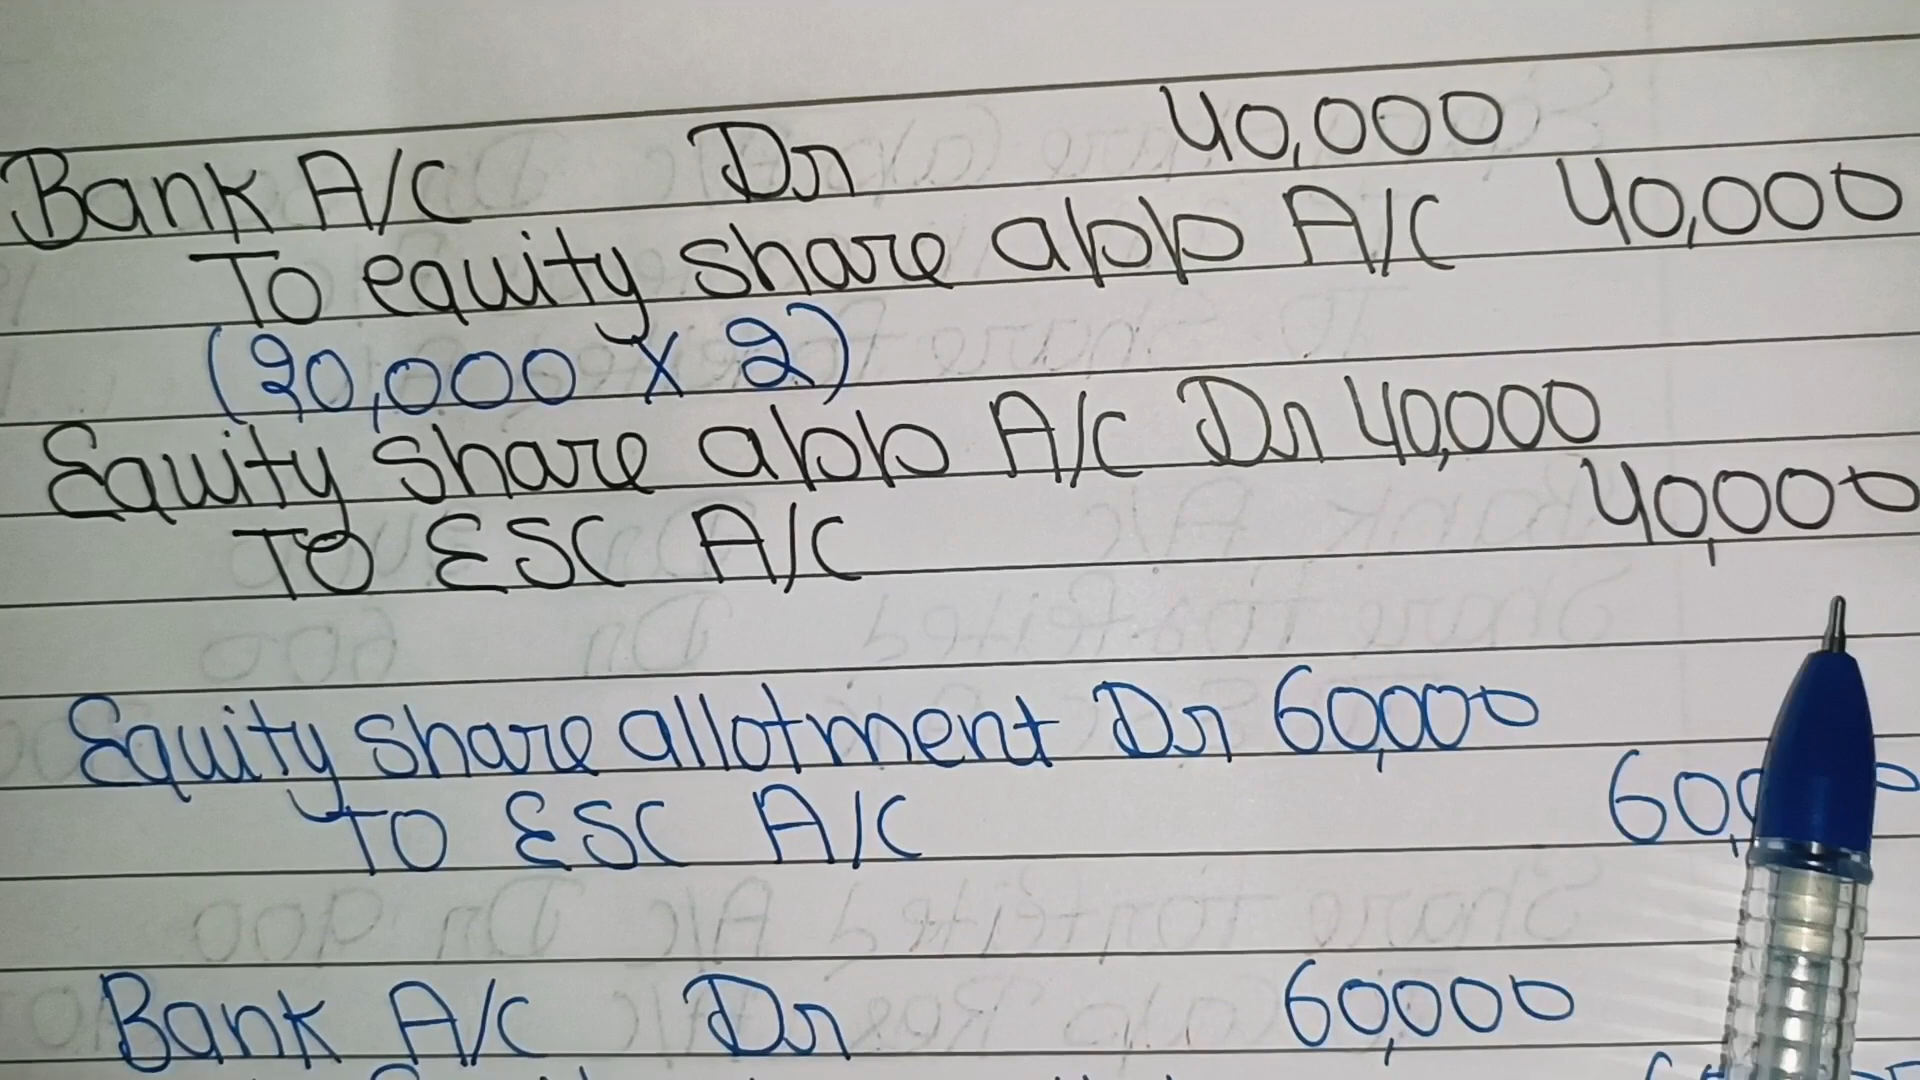 Bank A/C Dr 40,000
To equity share app A/C 40,000
(20,000 X 2)
Equity share app A/C Dr 40,000
TO ESC A/C 40,000
Equity share allotment Dr 60,000
TO ESC A/C
Bank A/C Dr 60,000